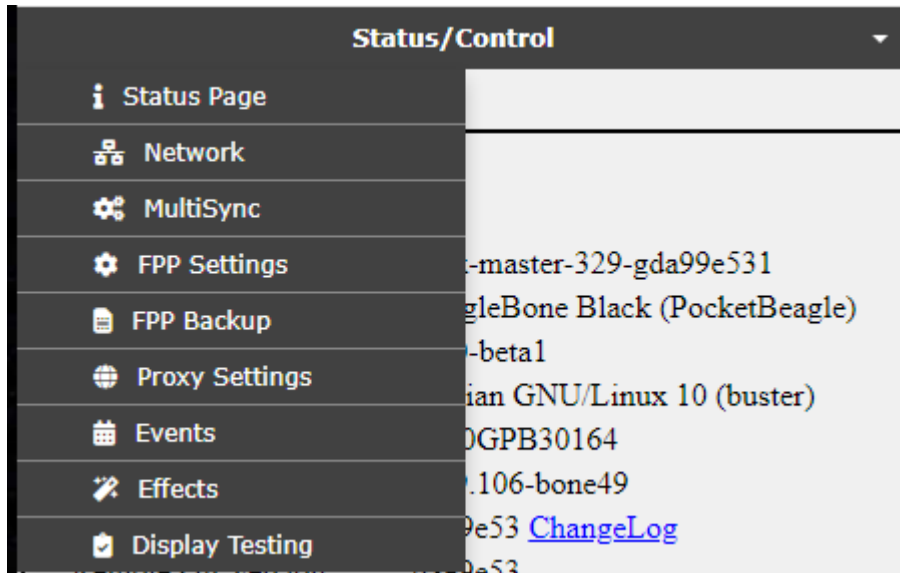 Status/Control
Status Page
Network
MultiSync
FPP Settings
-master-329-gda99e531
FPP Backup
gleBone Black (PocketBeagle)
-beta1
Proxy Settings
ian GNU/Linux 10 (buster)
Events
0GPB30164
Effects
.106-bone49
9e53 ChangeLog
Display Testing